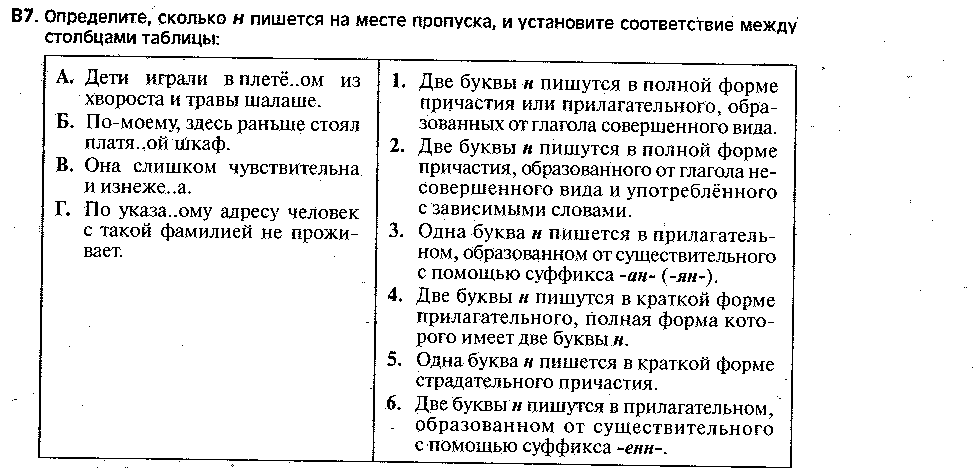 В7. Определите, сколько н пишется на месте пропуска, и установите соответствие между
столбцами таблицы:
А. Дети играли в плетё..ом из
хвороста и травы шалаше.
Б. По-моему, здесь раньше стоял
платя..ой шкаф.
В. Она слишком чувствительна
и изнеже..а.
Г. По указа..ому адресу человек
с такой фамилией не прожи-
вает.
1. Две буквы н пишутся в полной форме
причастия или прилагательного, обра-
зованных от глагола совершенного вида.
2. Две буквы н пишутся в полной форме
причастия, образованного от глагола не-
совершенного вида и употреблённого
с зависимыми словами.
3. Одна буква н пишется в прилагатель-
ном, образованном от существительного
с помощью суффикса -ан- (-ян-).
4. Две буквы н пишутся в краткой форме
прилагательного, полная форма кото-
рого имеет две буквы н.
5. Одна буква н пишется в краткой форме
страдательного причастия.
6. Две буквы н пишутся в прилагательном,
образованном от существительного
с помощью суффикса -енн-.